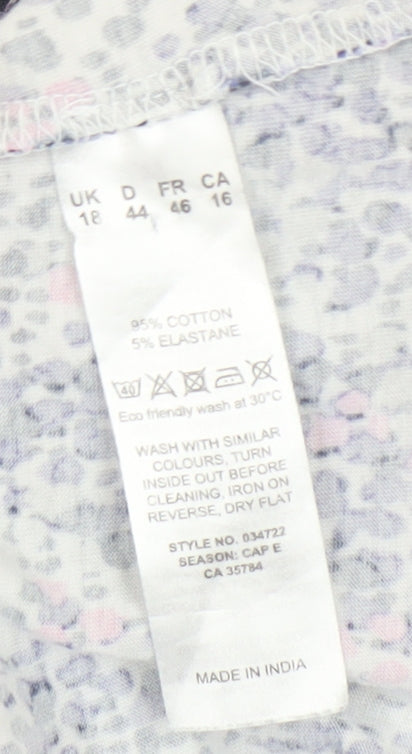 UK D FR CA
18 44 46 16
95% COTTON
5% ELASTANE
40
Eco friendly wash at 30°C
WASH WITH SIMILAR
COLOURS, TURN
INSIDE OUT BEFORE
CLEANING, IRON ON
REVERSE, DRY FLAT
STYLE NO. 034722
SEASON: CAP E
CA 35784
MADE IN INDIA